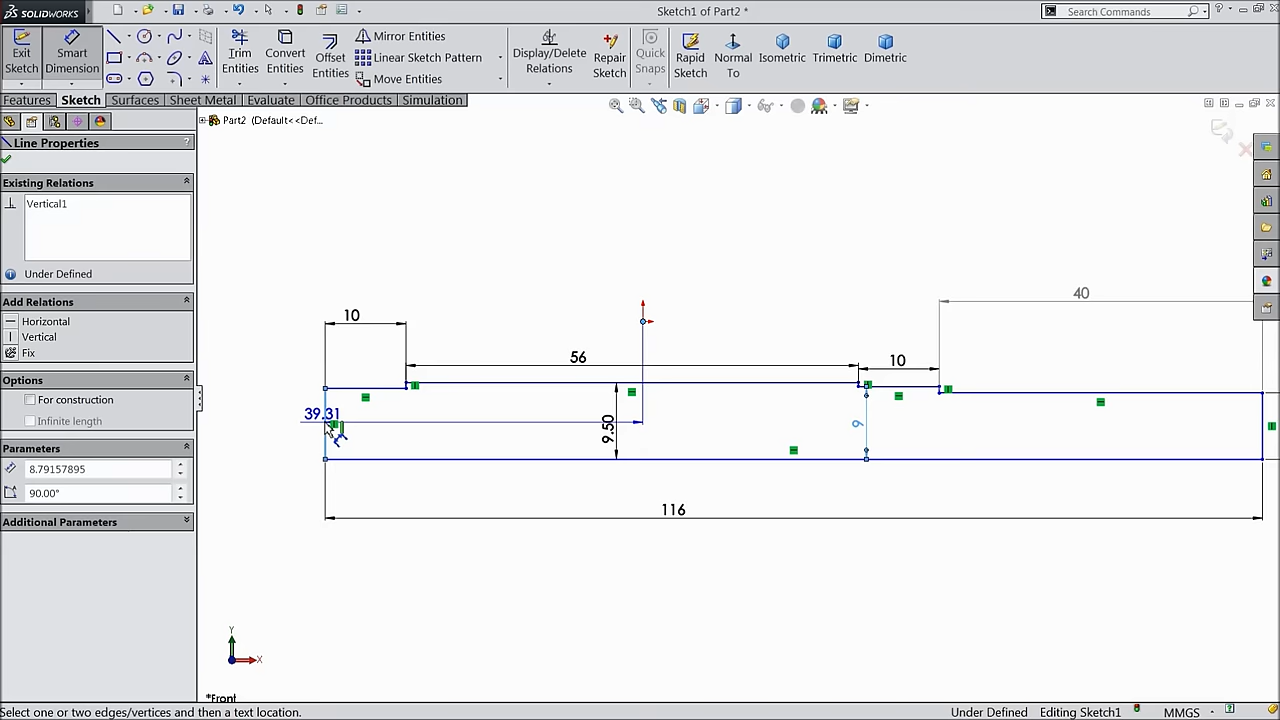 SOLIDWORKS
Sketch1 of Part2 *
Search Commands
Exit Sketch
Smart Dimension
Trim Entities
Convert Entities
Offset Entities
Mirror Entities
Linear Sketch Pattern
Move Entities
Display/Delete Relations
Repair Sketch
Quick Snaps
Rapid Sketch
Normal To
Isometric
Trimetric
Dimetric
Features
Sketch
Surfaces
Sheet Metal
Evaluate
Office Products
Simulation
Part2 (Default<<Def...
Line Properties
?
Existing Relations
Vertical1
Under Defined
Add Relations
Horizontal
Vertical
Fix
Options
For construction
Infinite length
Parameters
8.79157895
90.00°
Additional Parameters
40
10
56
10
39.31
9.50
9
116
Y
X
*Front
Select one or two edges/vertices and then a text location.
Under Defined
Editing Sketch1
MMGS